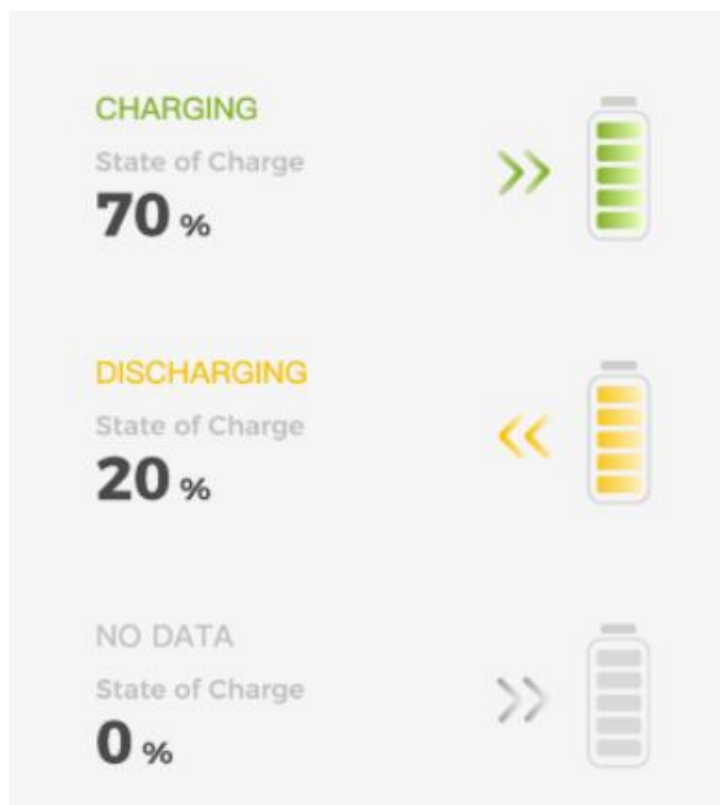 CHARGING
State of Charge
70 %
DISCHARGING
State of Charge
20 %
NO DATA
State of Charge
0 %